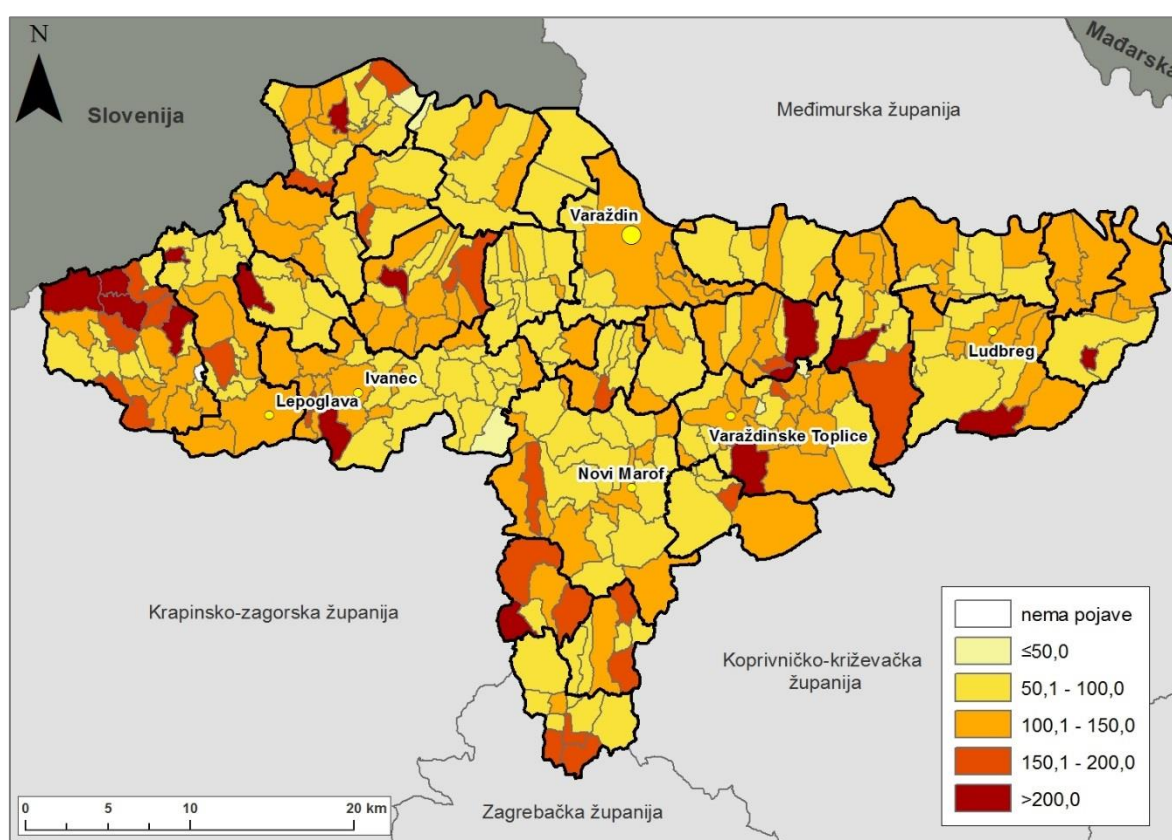 N
Mađarska
Slovenija
Međimurska županija
Varaždin
Ludbreg
Ivanec
Lepoglava
Varaždinske Toplice
Novi Marof
Krapinsko-zagorska županija
Koprivničko-križevačka
županija
Zagrebačka županija
nema pojave
≤50,0
50,1 - 100,0
100,1 - 150,0
150,1 - 200,0
>200,0
0 5 10 20 km